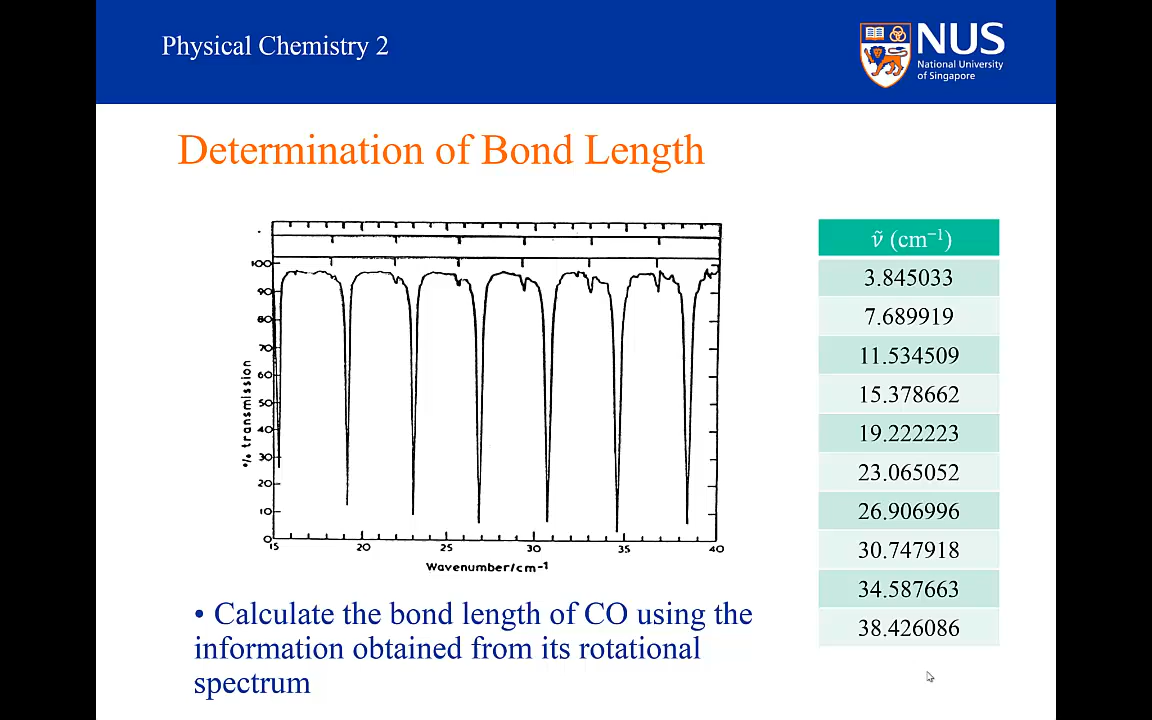 Physical Chemistry 2
NUS
National University
of Singapore
Determination of Bond Length
100
90
80
70
60
50
40
30
20
10
0
% transmission
15
20
25
30
35
40
Wavenumber/cm⁻¹
ν̃ (cm⁻¹)
3.845033
7.689919
11.534509
15.378662
19.222223
23.065052
26.906996
30.747918
34.587663
38.426086
• Calculate the bond length of CO using the
information obtained from its rotational
spectrum